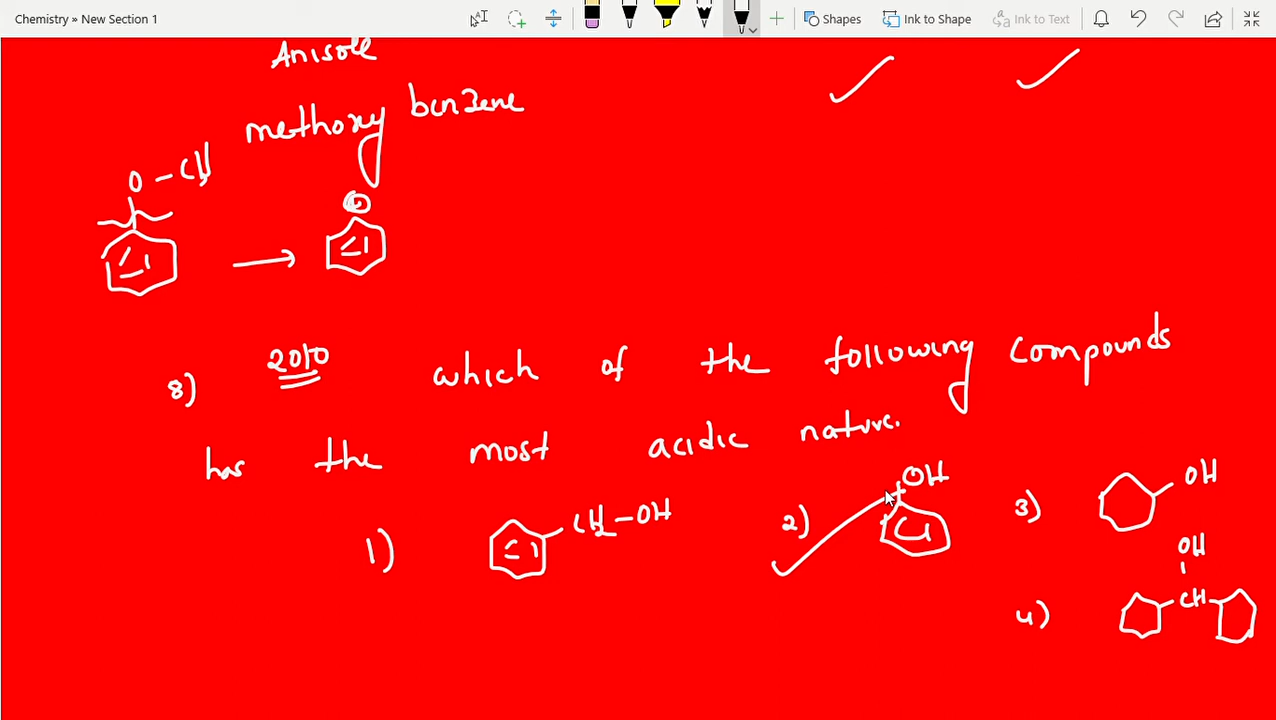 Chemistry » New Section 1
Shapes
Ink to Shape
Ink to Text
Anisole
methoxy benzene
O - CH3
8) 2010 which of the following compounds
has the most acidic nature.
1) CH2-OH
2) OH
3) OH
4) OH
CH